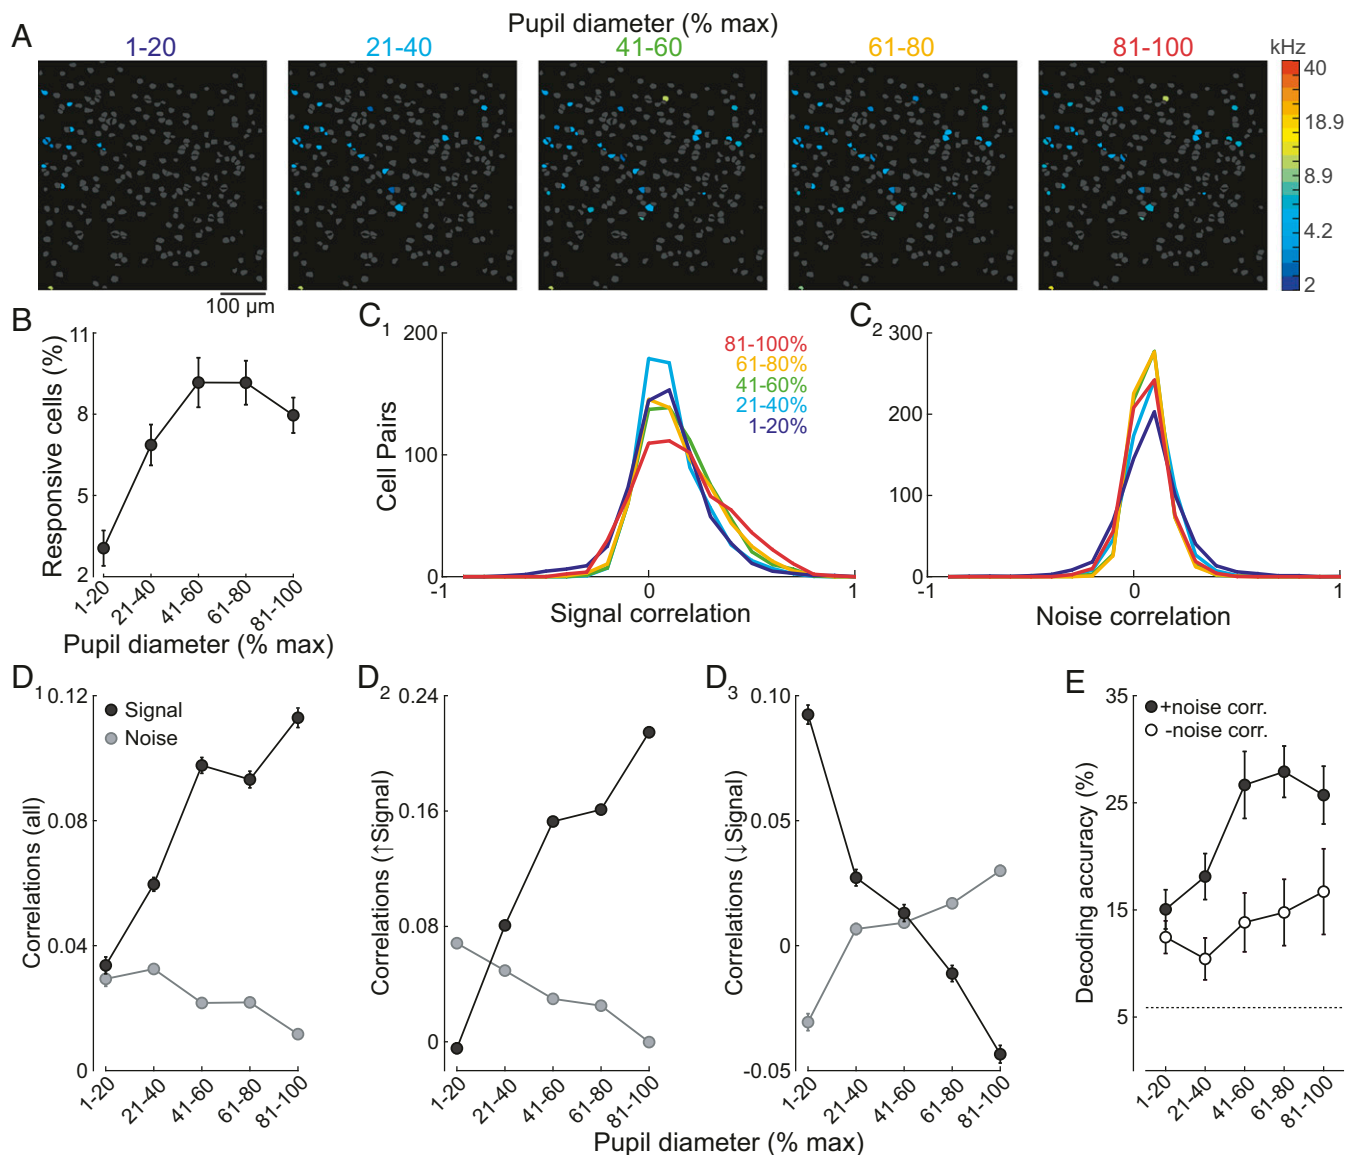 A
Pupil diameter (% max)
1-20 21-40 41-60 61-80 81-100
kHz
40
18.9
8.9
4.2
2
100 µm
B
Responsive cells (%)
11
8
5
2
1-20 21-40 41-60 61-80 81-100
Pupil diameter (% max)
C1
Cell Pairs
200
100
0
81-100%
61-80%
41-60%
21-40%
1-20%
0 1
Signal correlation
C2
300
200
100
0
-1 0 1
Noise correlation
D1
Correlations (all)
0.12
0.08
0.04
0
Signal
Noise
1-20 21-40 41-60 61-80 81-100
D2
Correlations (↑Signal)
0.24
0.16
0.08
0
1-20 21-40 41-60 61-80 81-100
D3
Correlations (↓Signal)
0.10
0.05
0
-0.05
1-20 21-40 41-60 61-80 81-100
Pupil diameter (% max)
E
Decoding accuracy (%)
35
25
15
5
+noise corr.
-noise corr.
1-20 21-40 41-60 61-80 81-100